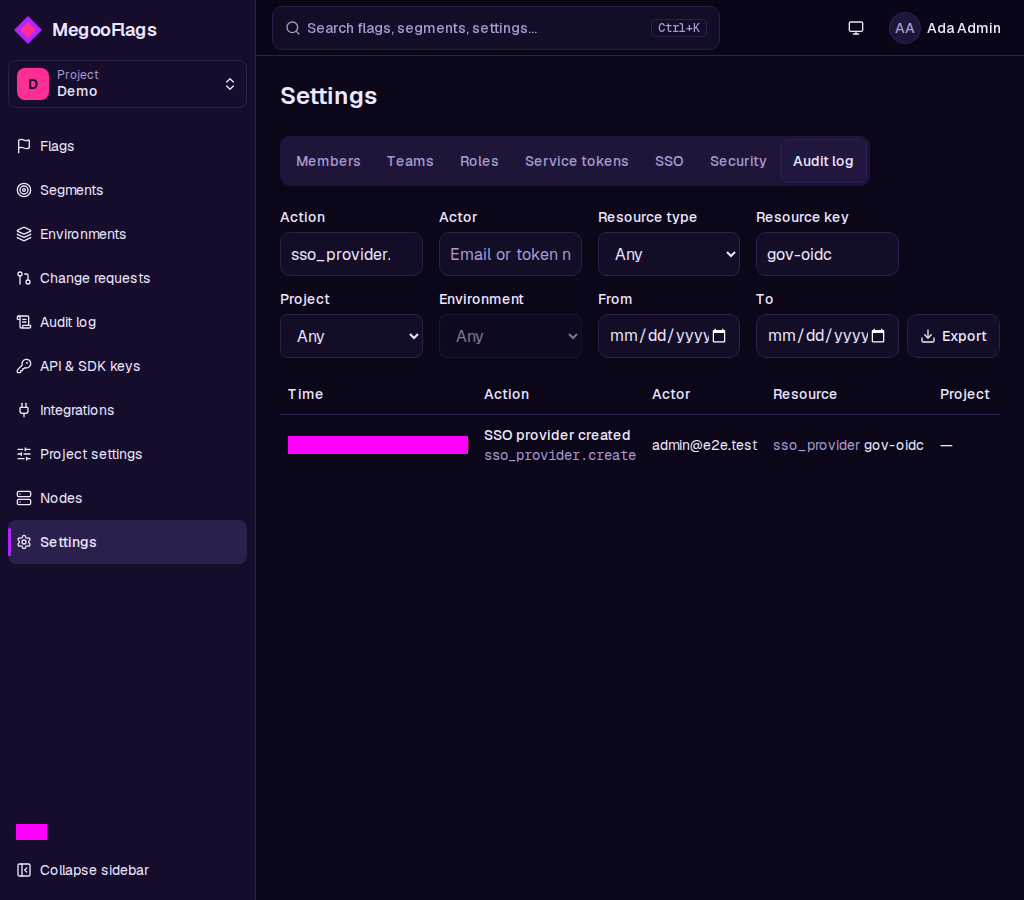 MegooFlags
Project
D
Demo
Flags
Segments
Environments
Change requests
Audit log
API & SDK keys
Integrations
Project settings
Nodes
Settings
Collapse sidebar
Search flags, segments, settings...
Ctrl+K
AA
Ada Admin
Settings
Members
Teams
Roles
Service tokens
SSO
Security
Audit log
Action
Actor
Resource type
Resource key
sso_provider.
Email or token n
Any
gov-oidc
Project
Environment
From
To
Any
Any
mm/dd/yyyy
mm/dd/yyyy
Export
Time
Action
Actor
Resource
Project
SSO provider created
sso_provider.create
admin@e2e.test
sso_provider gov-oidc
—